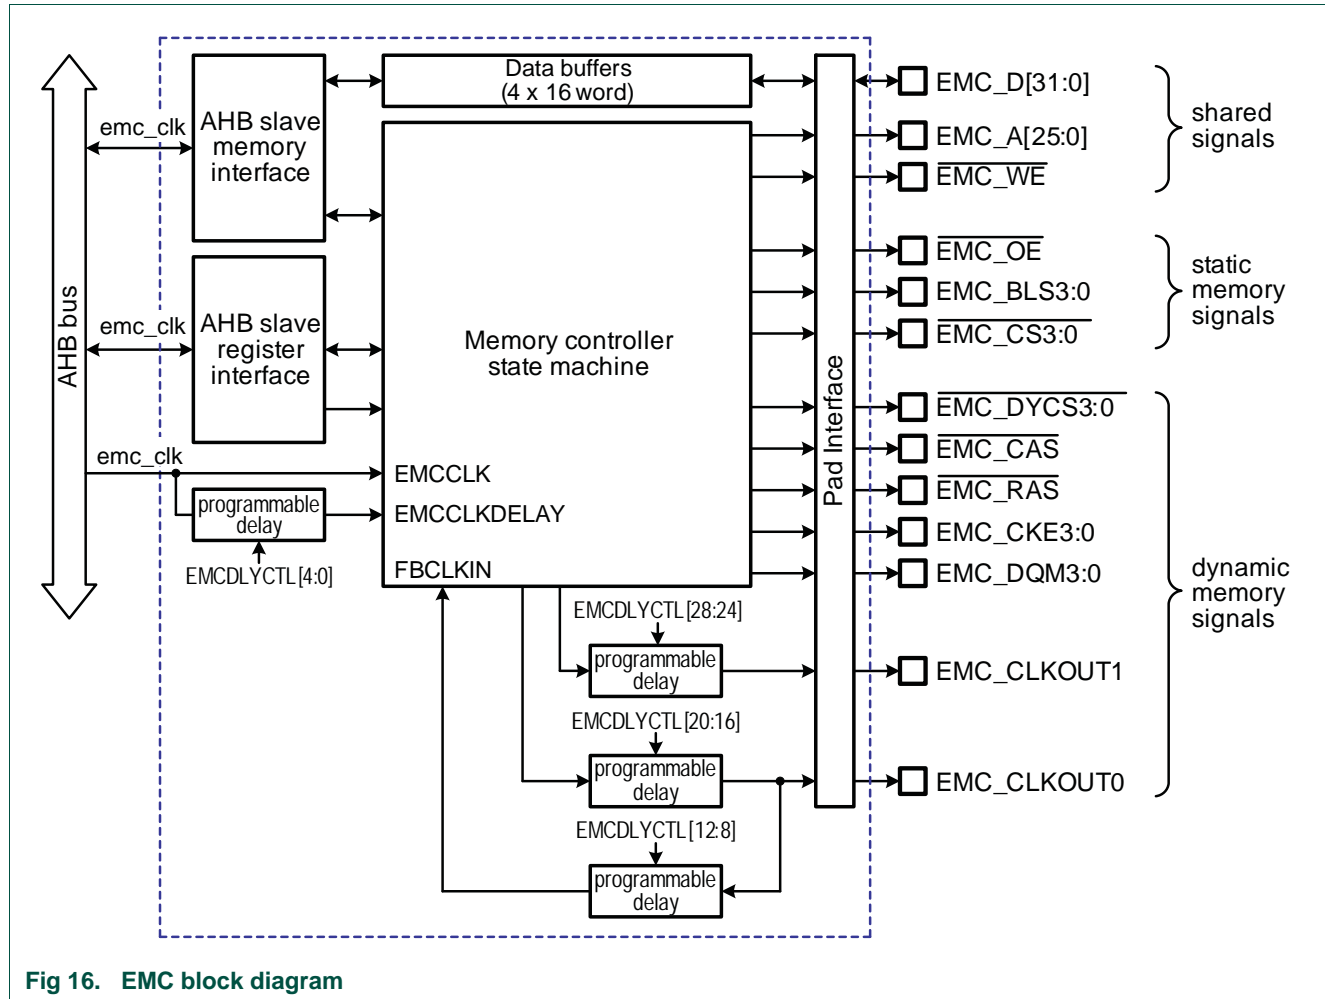 Data buffers
(4 x 16 word)
EMC_D[31:0]
AHB slave
memory
interface
emc_clk
EMC_A[25:0]
shared
signals
EMC_WE
EMC_OE
static
memory
signals
EMC_BLS3:0
AHB bus
emc_clk
AHB slave
register
interface
Memory controller
state machine
EMC_CS3:0
Pad Interface
EMC_DYCS3:0
EMC_CAS
emc_clk
EMCCLK
EMC_RAS
programmable
delay
EMCCLKDELAY
EMC_CKE3:0
EMCDLYCTL[4:0]
FBCLKIN
EMC_DQM3:0
dynamic
memory
signals
EMCDLYCTL[28:24]
programmable
delay
EMC_CLKOUT1
EMCDLYCTL[20:16]
programmable
delay
EMC_CLKOUT0
EMCDLYCTL[12:8]
programmable
delay
Fig 16. EMC block diagram